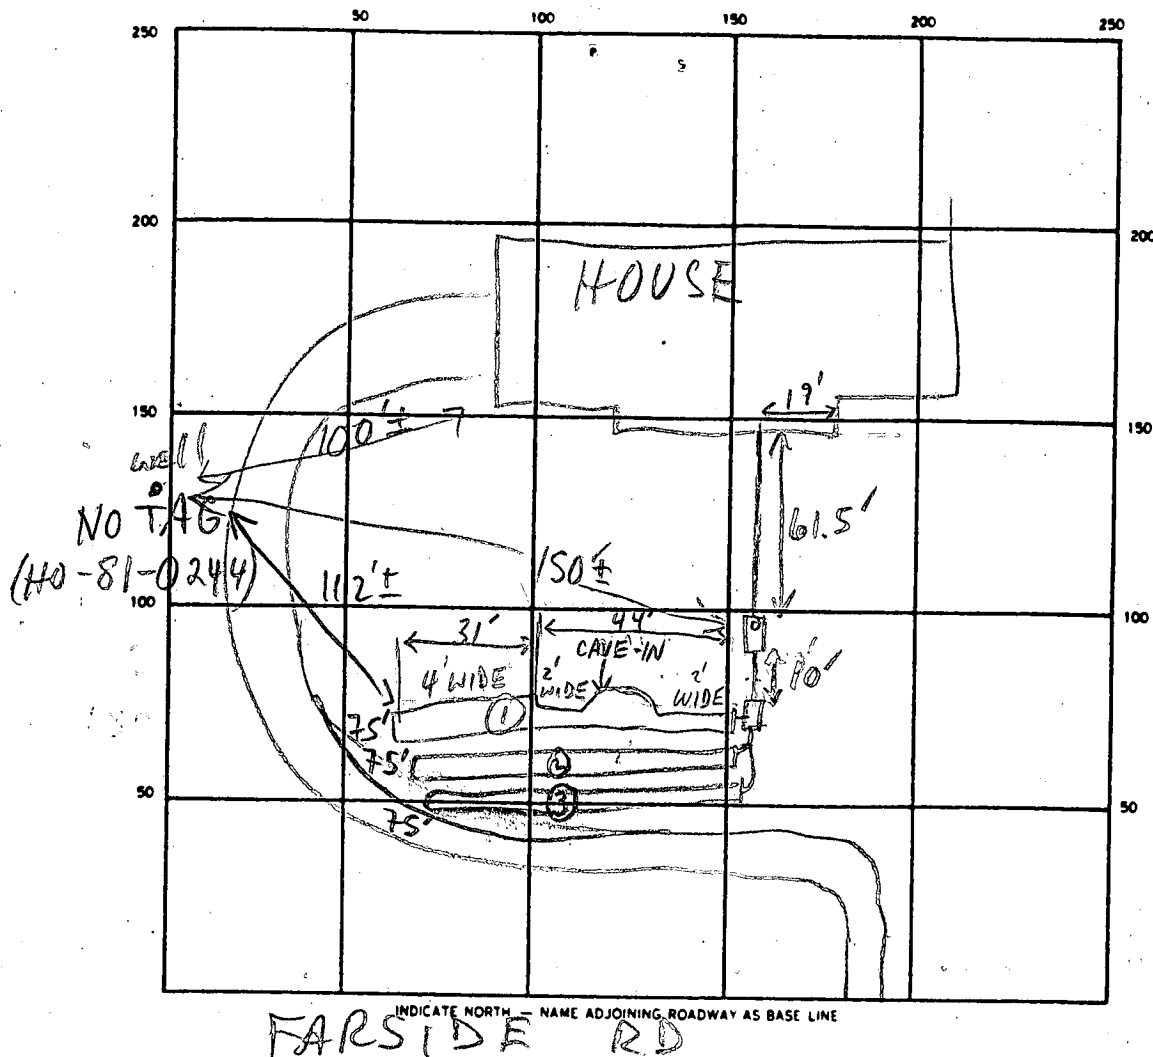 50 100 150 200 250
250
P
S
200 200
HOUSE
19'
150 150
100'±
WELL
NO TAG
(HO-81-0244)
61.5'
112'±
150±
100 100
31' 44'
CAVE-IN
4' WIDE 2' WIDE 2' WIDE
10'
1
75'
75' 2
50 3 50
75'
INDICATE NORTH — NAME ADJOINING ROADWAY AS BASE LINE
FARSIDE RD